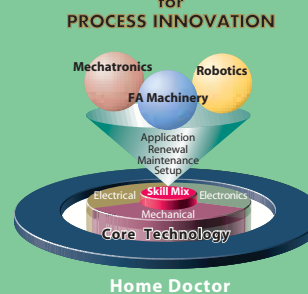 for
PROCESS INNOVATION
Mechatronics
Robotics
FA Machinery
Application
Renewal
Maintenance
Setup
Electrical
Skill Mix
Electronics
Mechanical
Core Technology
Home Doctor